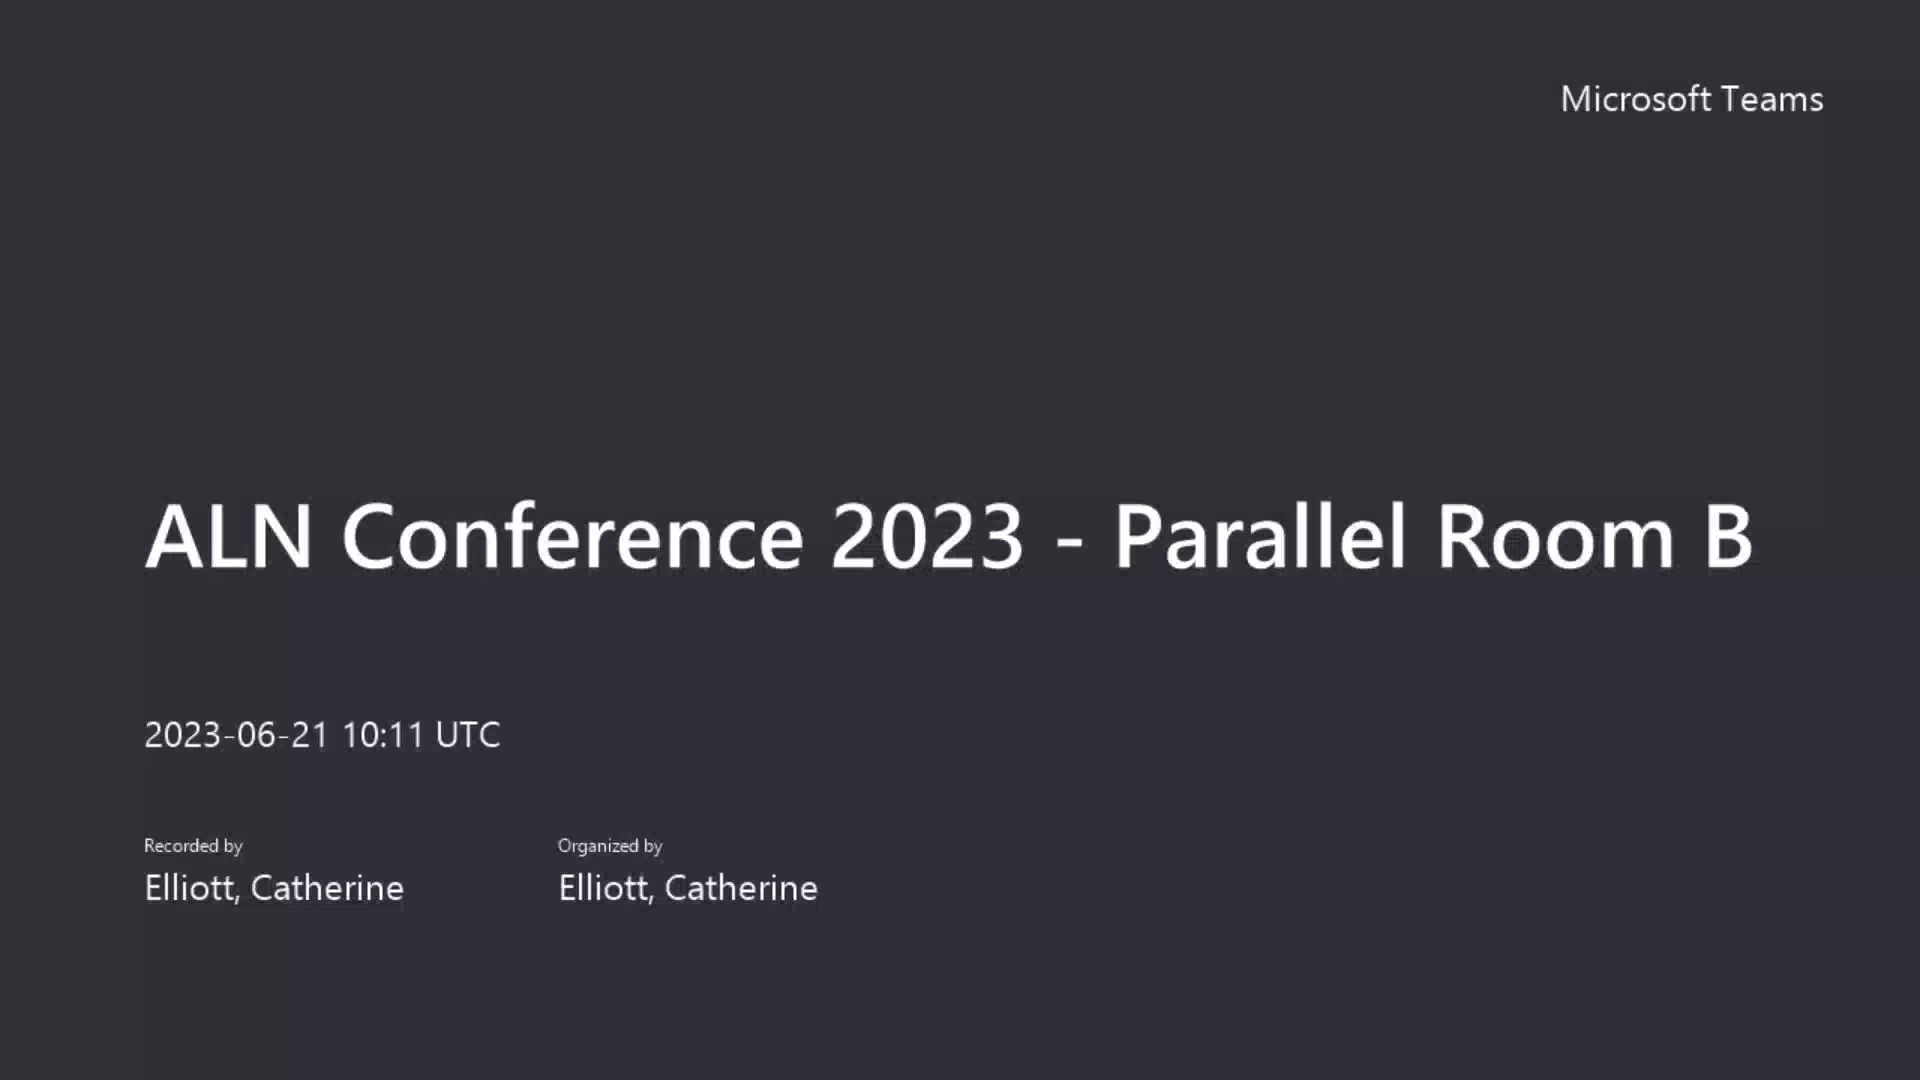 Microsoft Teams
ALN Conference 2023 - Parallel Room B
2023-06-21 10:11 UTC
Recorded by
Elliott, Catherine
Organized by
Elliott, Catherine